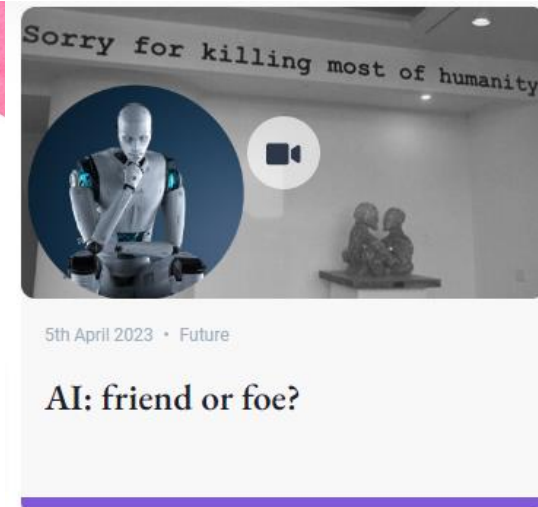 Sorry for killing most of humanity
5th April 2023 • Future
AI: friend or foe?